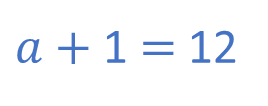 a + 1 = 12